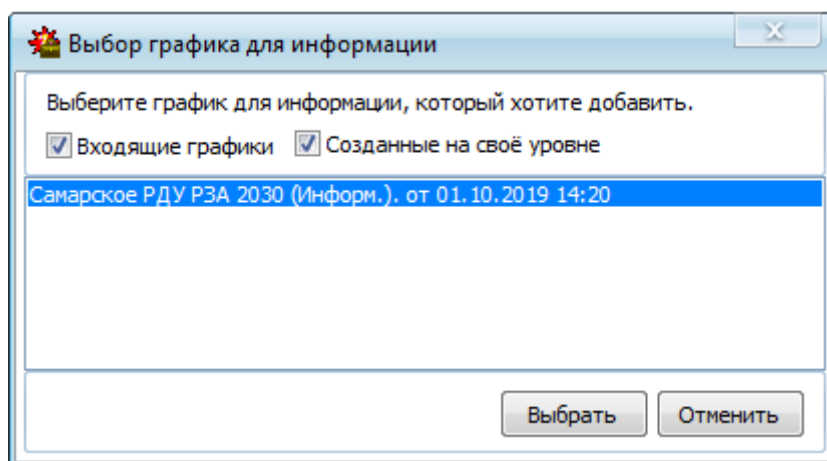 Выбор графика для информации
Выберите график для информации, который хотите добавить.
Входящие графики Созданные на своё уровне
Самарское РДУ РЗА 2030 (Информ.). от 01.10.2019 14:20
Выбрать Отменить